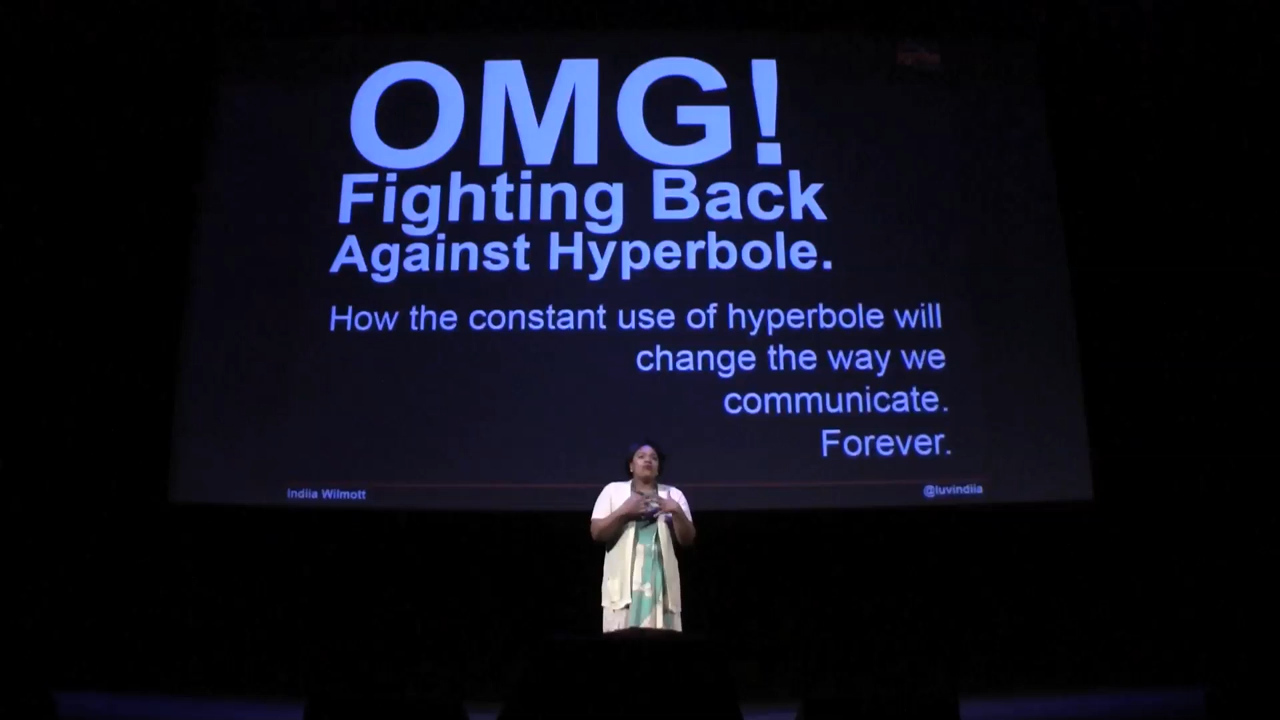 OMG!
Fighting Back
Against Hyperbole.
How the constant use of hyperbole will
change the way we
communicate.
Forever.
Indiia Wilmott
@luvindiia